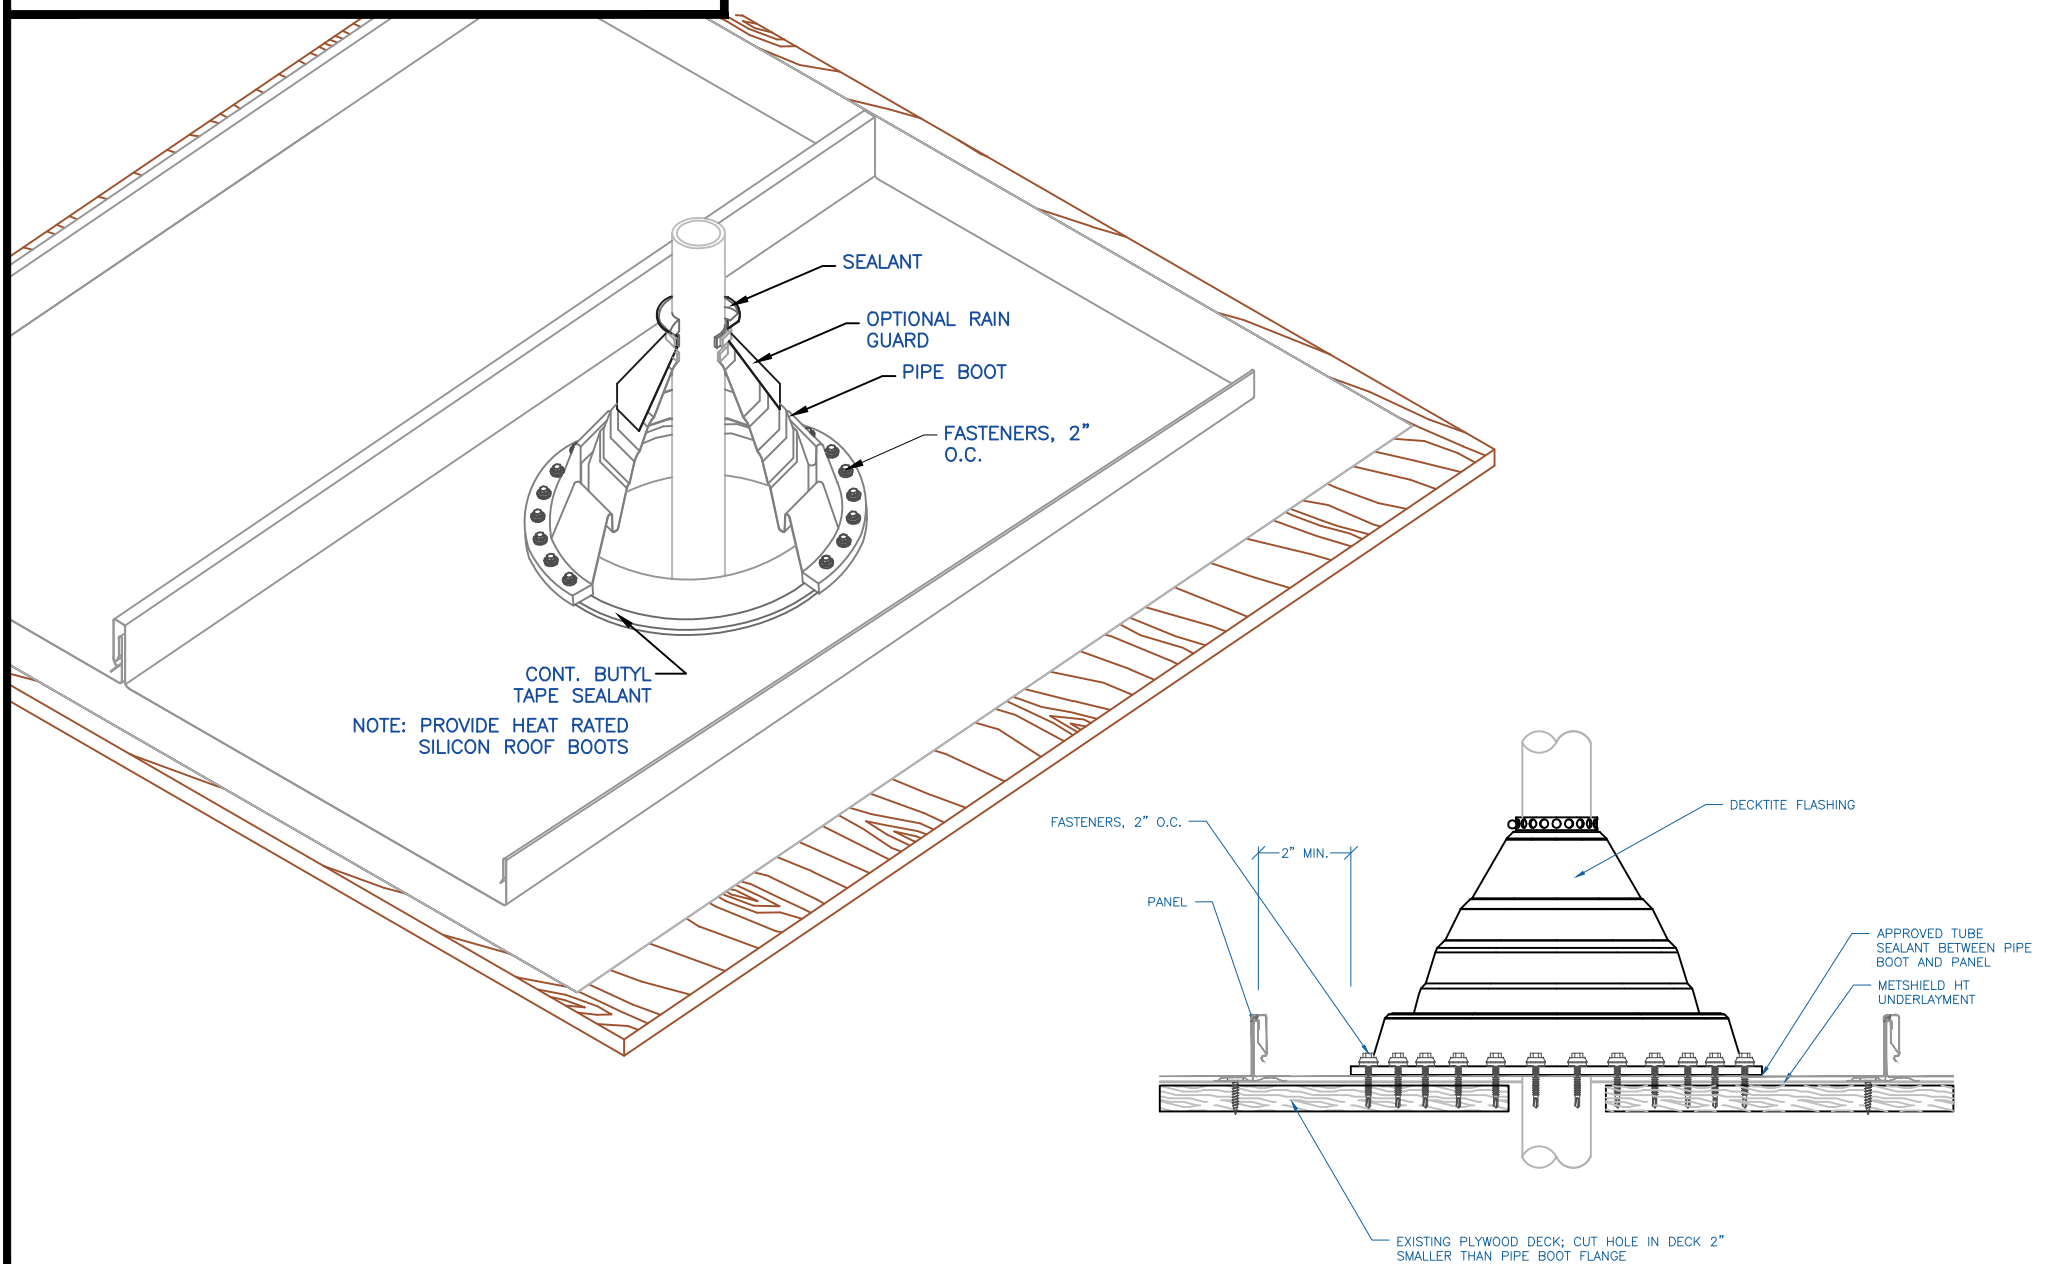 SEALANT
OPTIONAL RAIN
GUARD
PIPE BOOT
FASTENERS, 2”
O.C.
CONT. BUTYL
TAPE SEALANT
NOTE: PROVIDE HEAT RATED
SILICON ROOF BOOTS
DECKTITE FLASHING
FASTENERS, 2” O.C.
2” MIN.
PANEL
APPROVED TUBE
SEALANT BETWEEN PIPE
BOOT AND PANEL
METSHIELD HT
UNDERLAYMENT
EXISTING PLYWOOD DECK; CUT HOLE IN DECK 2”
SMALLER THAN PIPE BOOT FLANGE